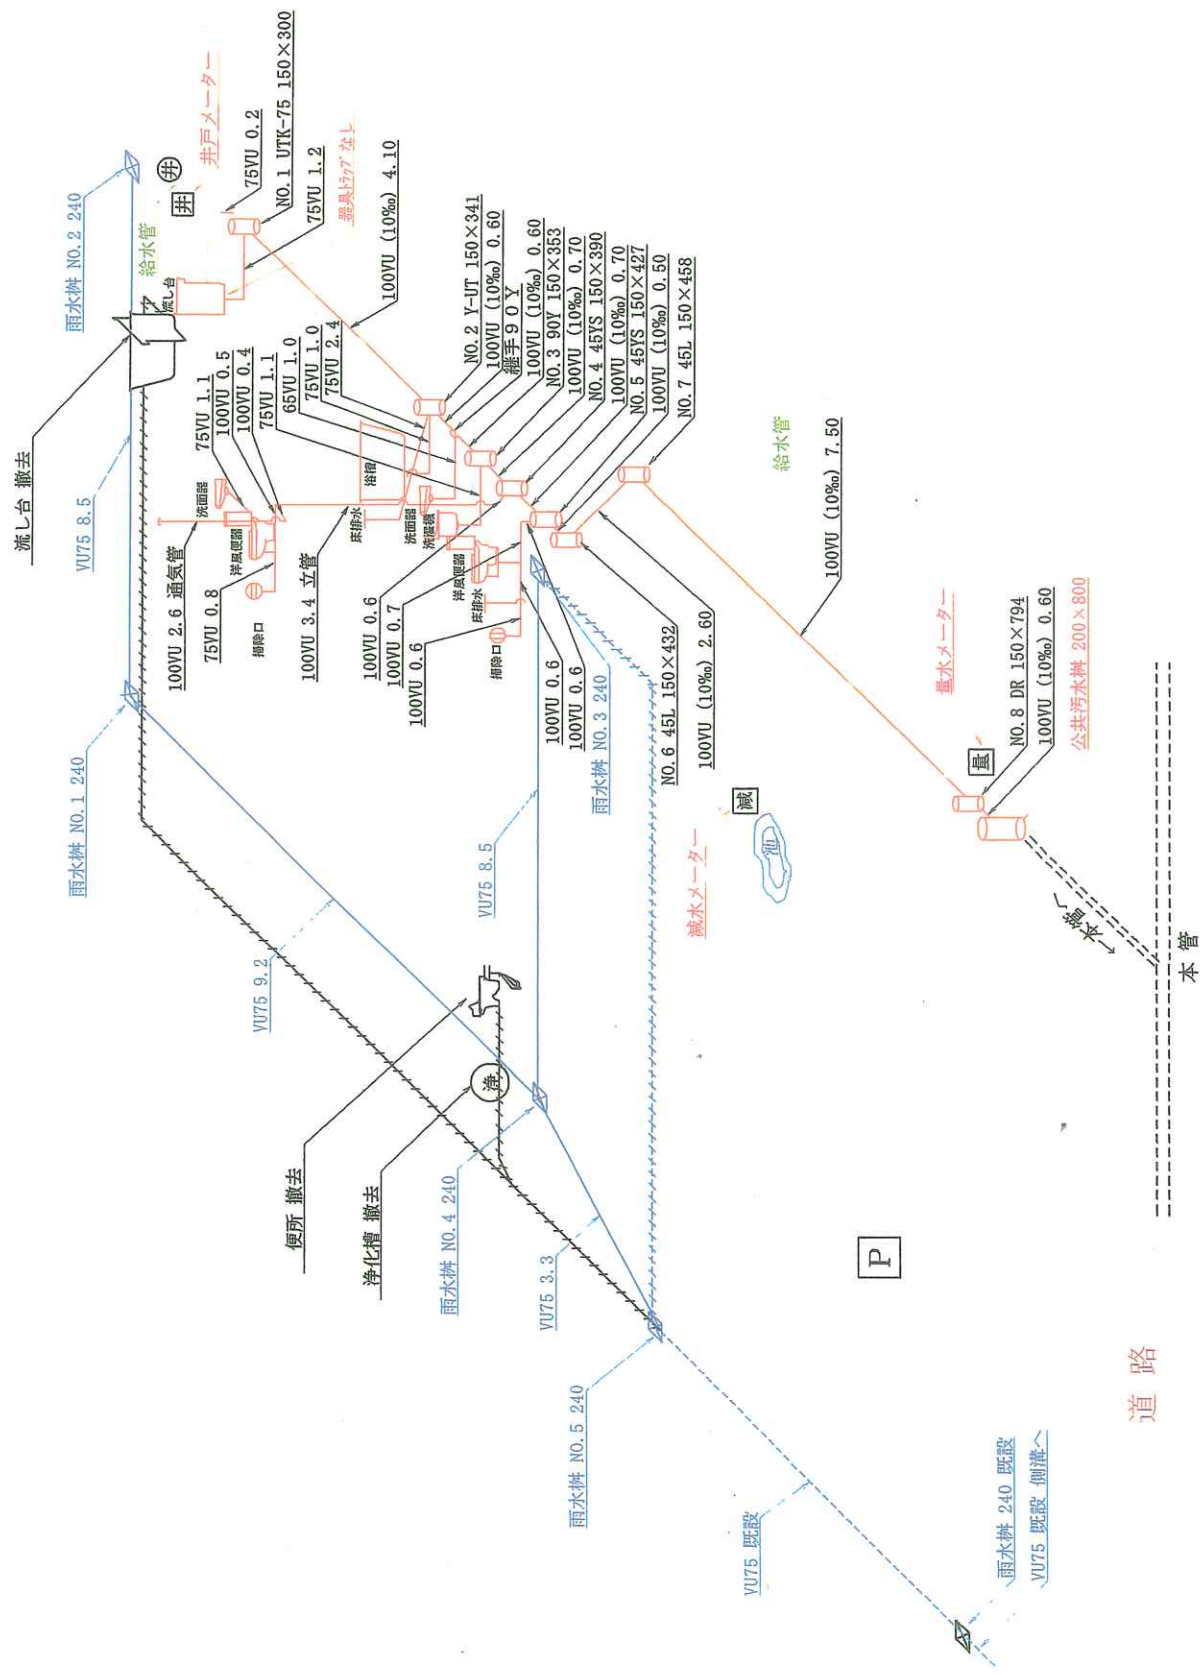 流し台 撤去
雨水桝 NO.2 240
VU75 8.5
雨水桝 NO.1 240
給水管
流し台
井
井
井戸メーター
75VU 0.2
NO.1 UTK-75 150×300
75VU 1.2
器具トラップなし
100VU (10‰) 4.10
洗面器
75VU 1.1
100VU 0.5
100VU 0.4
75VU 1.1
65VU 1.0
75VU 1.0
75VU 2.4
100VU 2.6 通気管
75VU 0.8
洋風便器
掃除口
100VU 3.4 立管
床排水
浴槽
洗面器
洗濯機
洋風便器
床排水
掃除口
100VU 0.6
100VU 0.7
100VU 0.6
100VU 0.6
100VU 0.6
NO.2 Y-UT 150×341
100VU (10‰) 0.60
継手90Y
100VU (10‰) 0.60
NO.3 90Y 150×353
100VU (10‰) 0.70
NO.4 45YS 150×390
100VU (10‰) 0.70
NO.5 45YS 150×427
100VU (10‰) 0.50
NO.7 45L 150×458
雨水桝 NO.3 240
NO.6 45L 150×432
100VU (10‰) 2.60
給水管
100VU (10‰) 7.50
VU75 9.2
VU75 8.5
便所 撤去
浄
浄化槽 撤去
雨水桝 NO.4 240
VU75 3.3
雨水桝 NO.5 240
減水メーター
減
池
量水メーター
量
NO.8 DR 150×794
100VU (10‰) 0.60
公共汚水桝 200×800
本管へ
本 管
P
道 路
VU75 既設
雨水桝 240 既設
VU75 既設 側溝へ